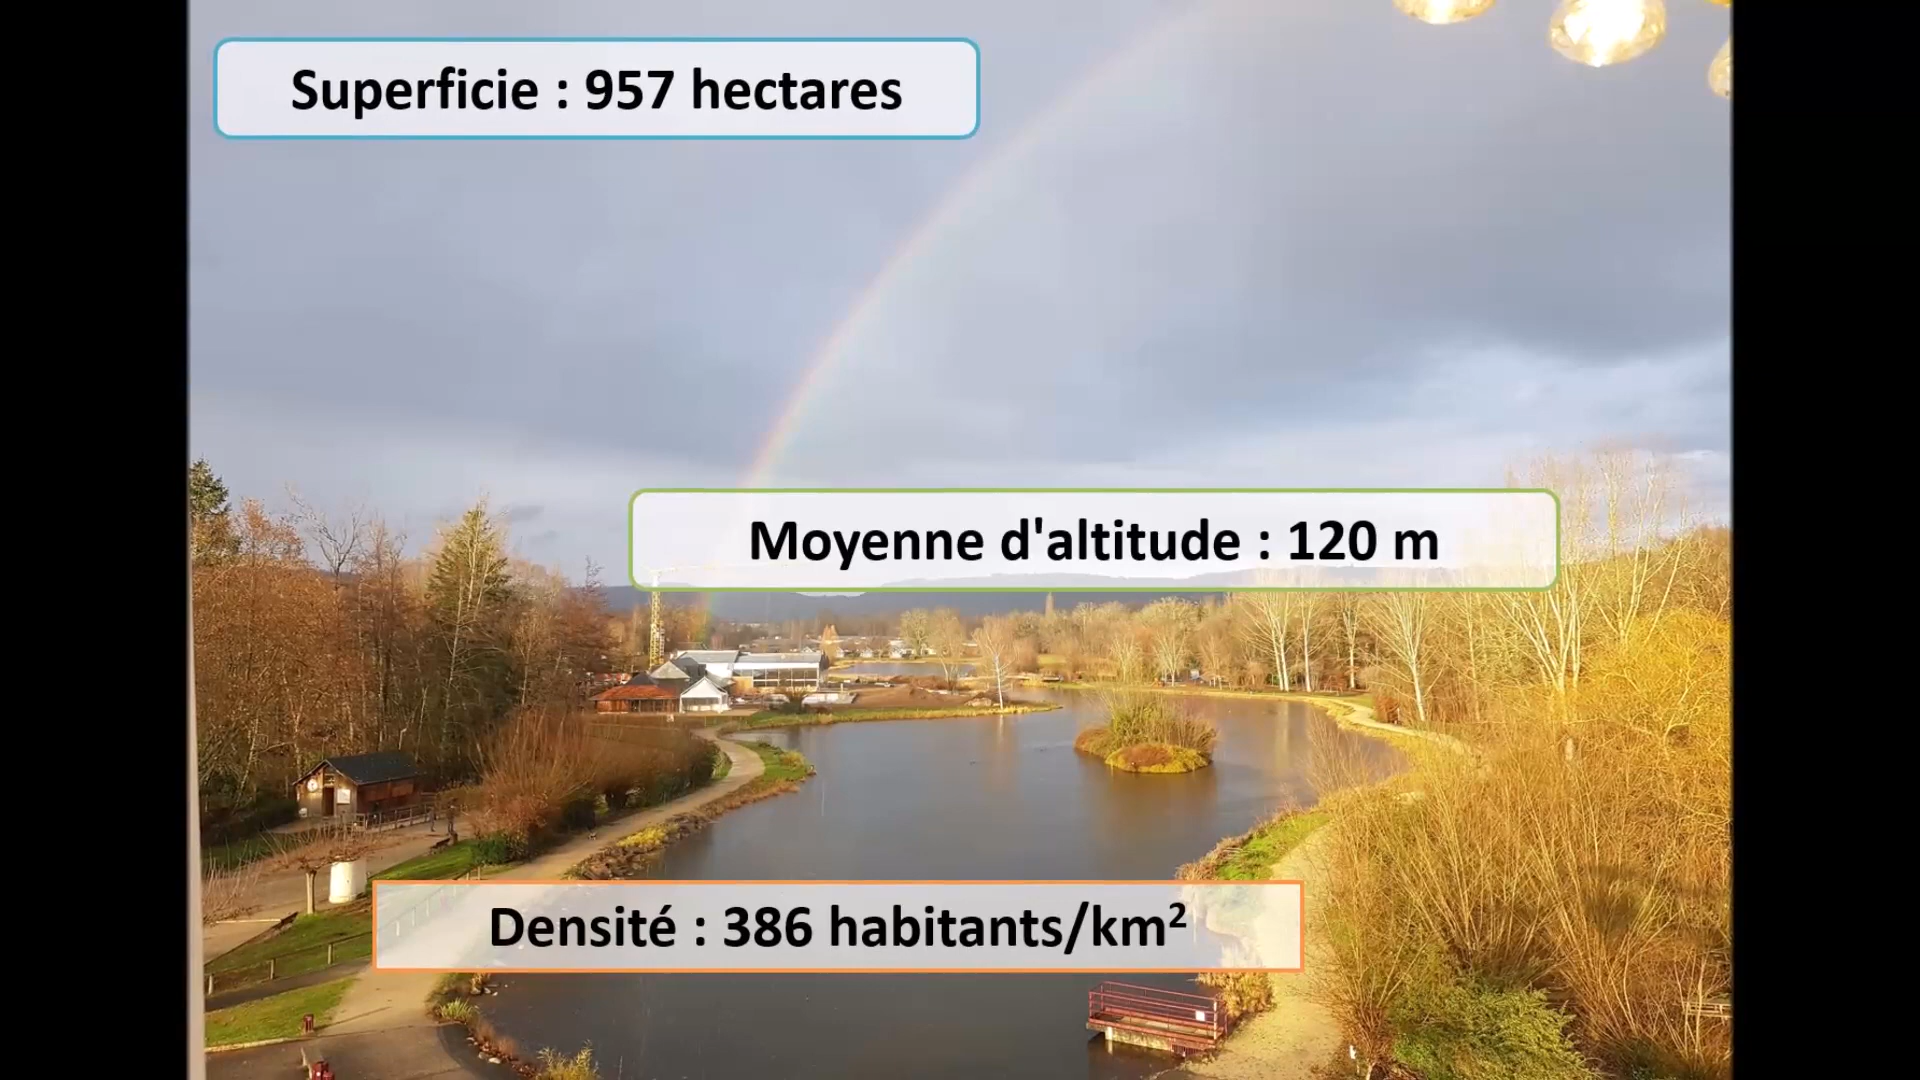 Superficie : 957 hectares
Moyenne d'altitude : 120 m
Densité : 386 habitants/km²